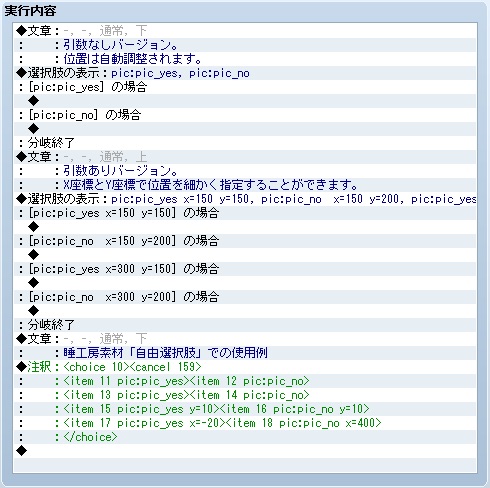 実行内容
◆文章：-, -, 通常, 下
：　　：引数なしバージョン。
：　　：位置は自動調整されます。
◆選択肢の表示：pic:pic_yes, pic:pic_no
：[pic:pic_yes] の場合
◆
：[pic:pic_no] の場合
◆
：分岐終了
◆文章：-, -, 通常, 上
：　　：引数ありバージョン。
：　　：X座標とY座標で位置を細かく指定することができます。
◆選択肢の表示：pic:pic_yes x=150 y=150, pic:pic_no  x=150 y=200, pic:pic_yes
：[pic:pic_yes x=150 y=150] の場合
◆
：[pic:pic_no  x=150 y=200] の場合
◆
：[pic:pic_yes x=300 y=150] の場合
◆
：[pic:pic_no  x=300 y=200] の場合
◆
：分岐終了
◆文章：-, -, 通常, 下
：　　：睡工房素材「自由選択肢」での使用例
◆注釈：<choice 10><cancel 159>
：　　：<item 11 pic:pic_yes><item 12 pic:pic_no>
：　　：<item 13 pic:pic_yes><item 14 pic:pic_no>
：　　：<item 15 pic:pic_yes y=10><item 16 pic:pic_no y=10>
：　　：<item 17 pic:pic_yes x=-20><item 18 pic:pic_no x=400>
：　　：</choice>
◆